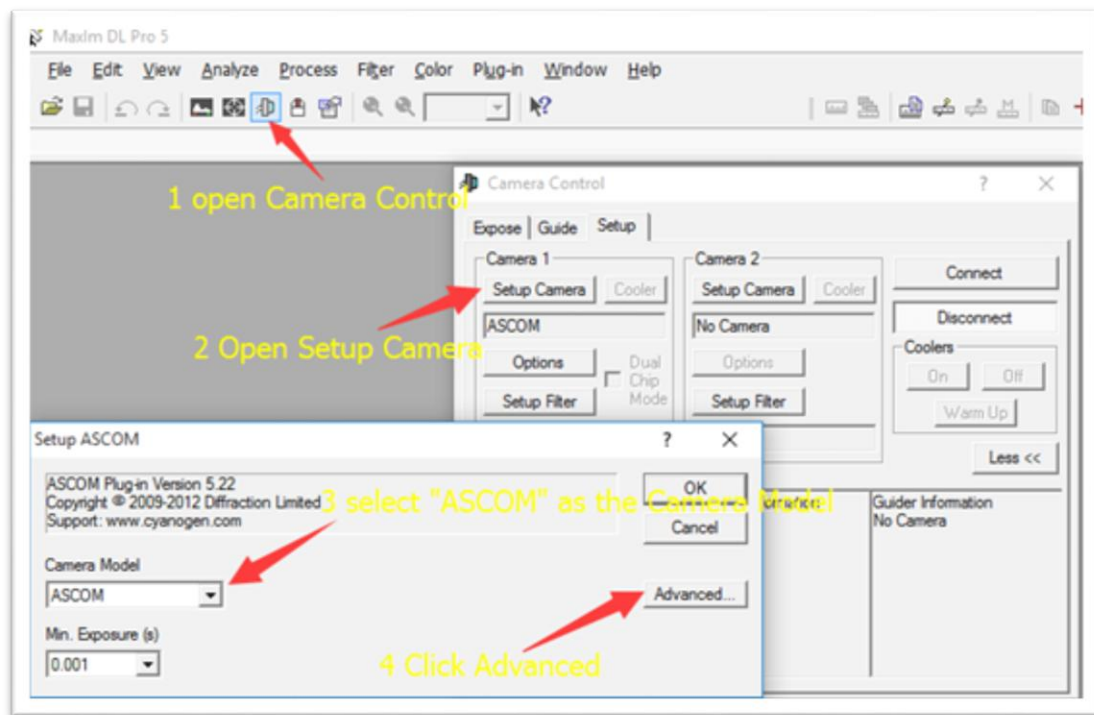 MaxIm DL Pro 5
File Edit View Analyze Process Filter Color Plug-in Window Help
1 open Camera Control
Camera Control ? ×
Expose Guide Setup
Camera 1
Setup Camera Cooler
ASCOM
Options Dual Chip Mode
Setup Filter
Camera 2
Setup Camera Cooler
No Camera
Options
Setup Filter
Connect
Disconnect
Coolers
On Off
Warm Up
Less <<
2 Open Setup Camera
Setup ASCOM ? ×
ASCOM Plug-in Version 5.22
Copyright © 2009-2012 Diffraction Limited
Support: www.cyanogen.com
3 select "ASCOM" as the Camera Model
OK
Cancel
Camera Model
ASCOM
Advanced...
Min. Exposure (s)
0.001
4 Click Advanced
Guider Information
No Camera